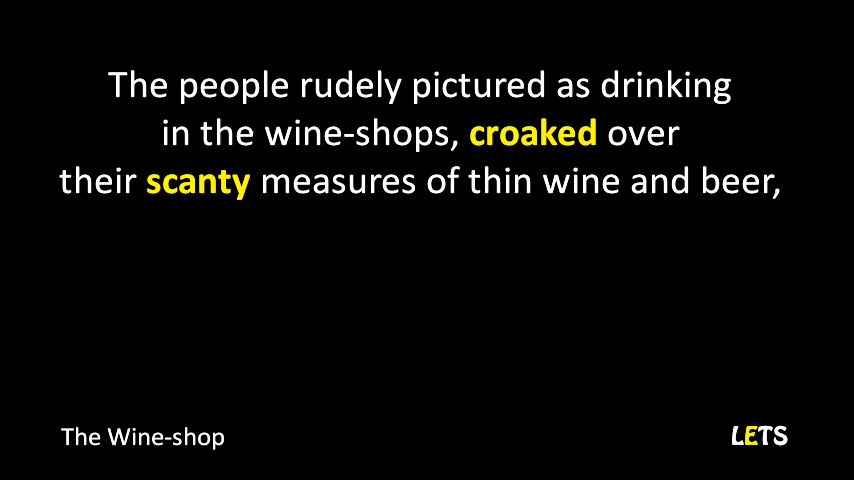 The people rudely pictured as drinking
in the wine-shops, croaked over
their scanty measures of thin wine and beer,
The Wine-shop
LETS